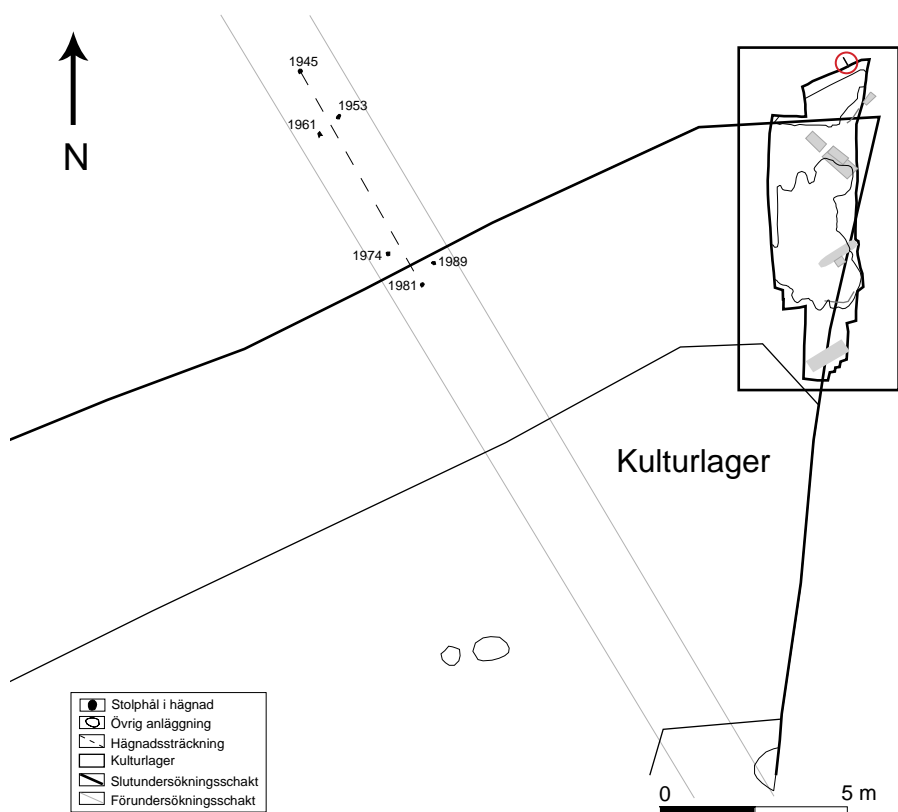 1945
1953
1961
N
1974
1989
1981
Kulturlager
Stolphål i hägnad
Övrig anläggning
Hägnadssträckning
Kulturlager
Slutundersökningsschakt
Förundersökningsschakt
0 5 m